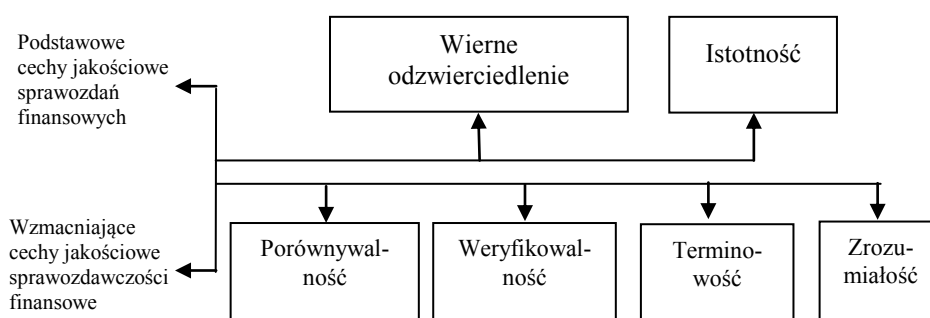 Podstawowe
cechy jakościowe
sprawozdań
finansowych
Wierne
odzwierciedlenie
Istotność
Wzmacniające
cechy jakościowe
sprawozdawczości
finansowe
Porównywal-
ność
Weryfikowal-
ność
Termino-
wość
Zrozu-
miałość